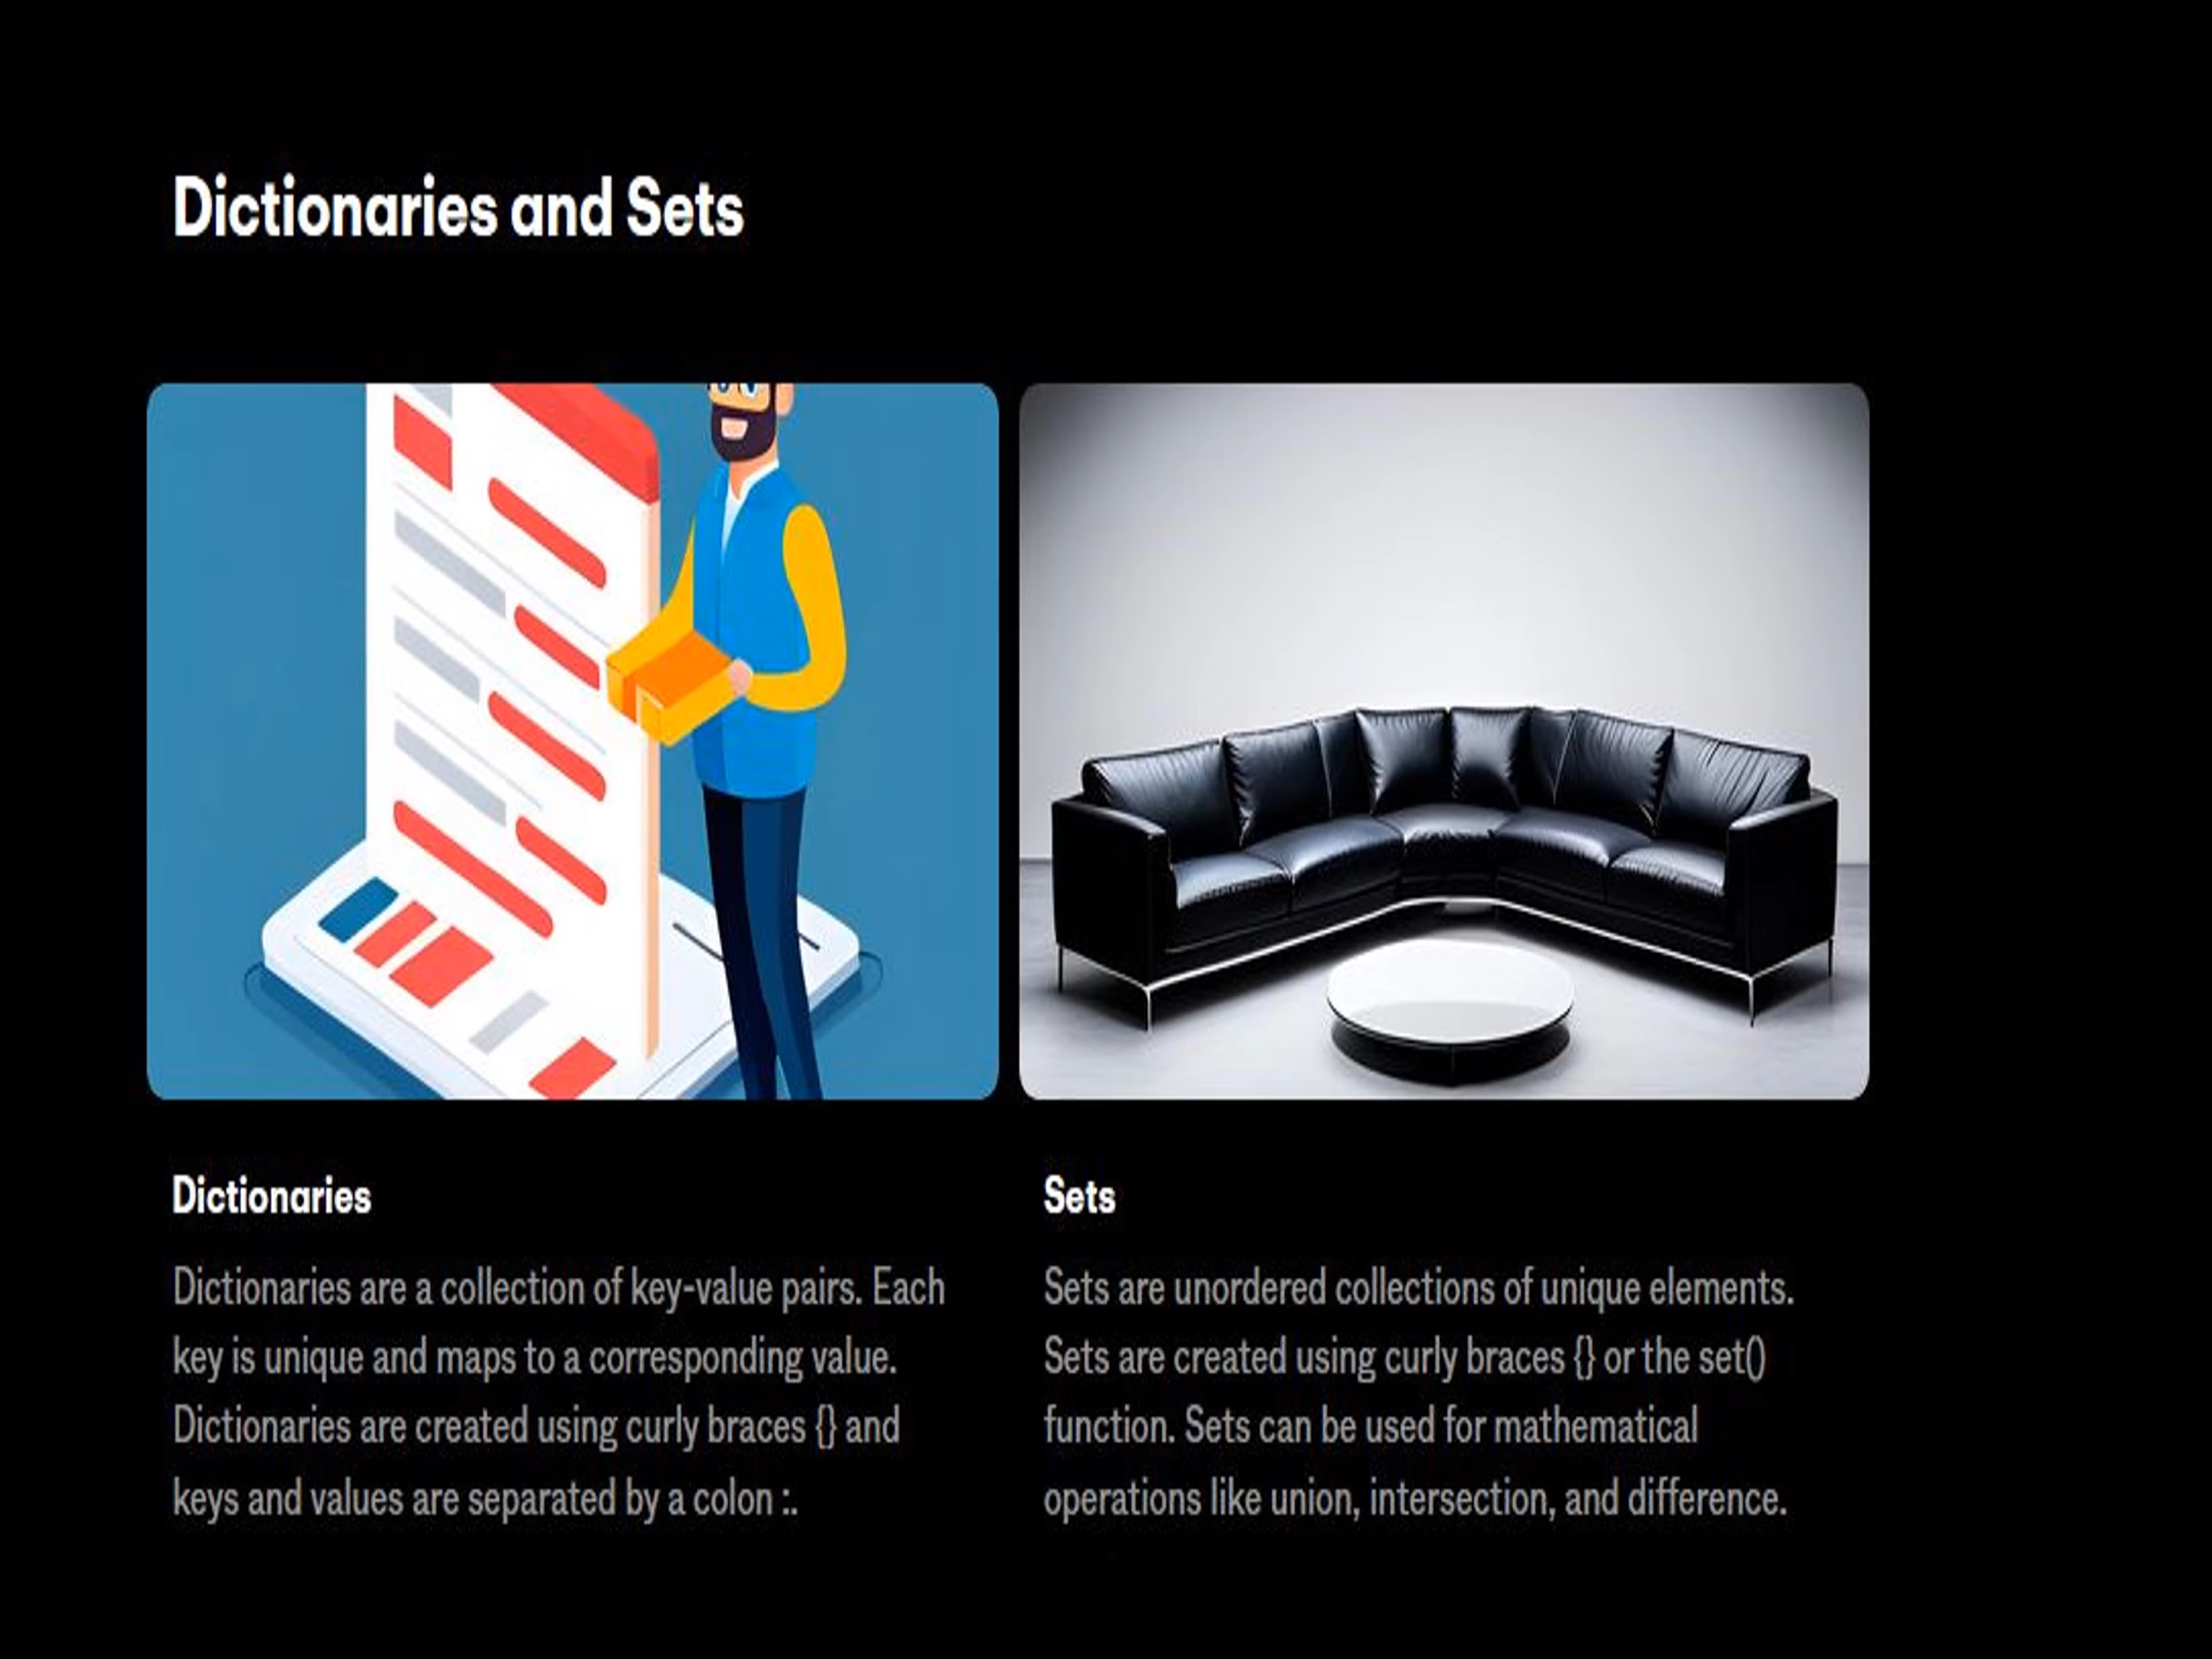 Dictionaries and Sets
Dictionaries
Dictionaries are a collection of key-value pairs. Each
key is unique and maps to a corresponding value.
Dictionaries are created using curly braces {} and
keys and values are separated by a colon :.
Sets
Sets are unordered collections of unique elements.
Sets are created using curly braces {} or the set()
function. Sets can be used for mathematical
operations like union, intersection, and difference.